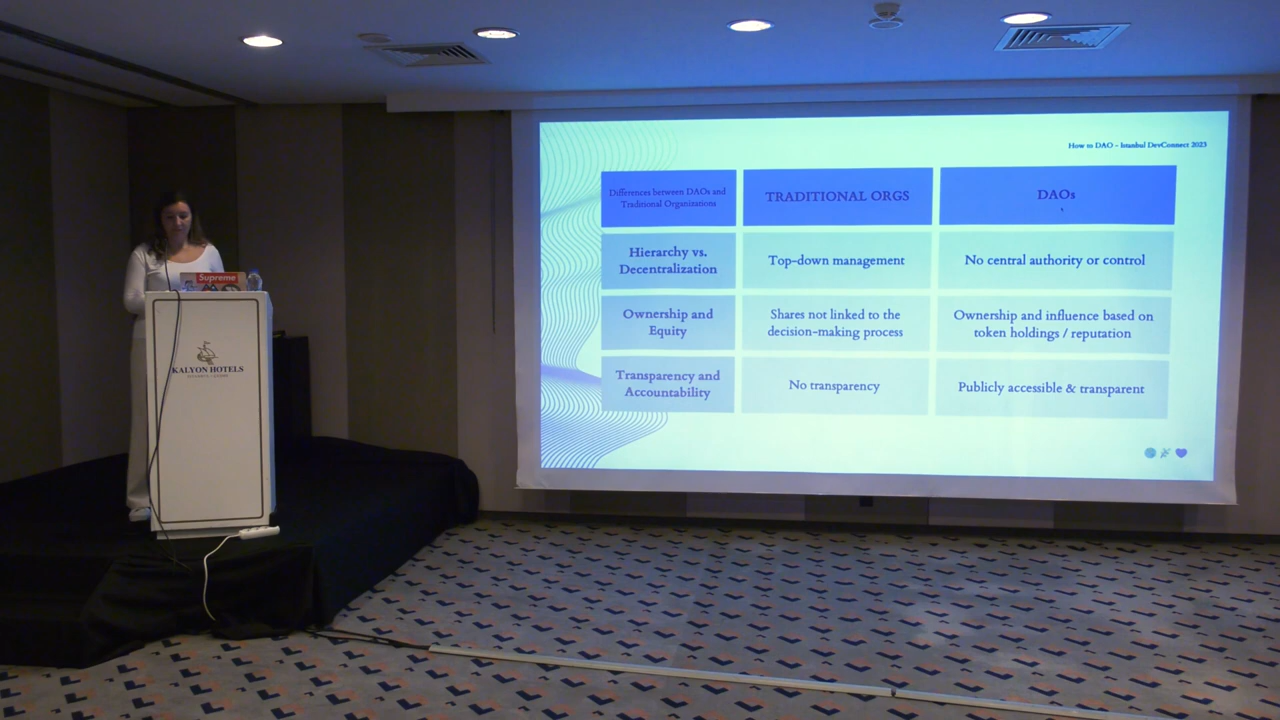 How to DAO - Istanbul DevConnect 2023
Differences between DAOs and
Traditional Organizations
TRADITIONAL ORGS
DAOs
Hierarchy vs.
Decentralization
Top-down management
No central authority or control
Ownership and
Equity
Shares not linked to the
decision-making process
Ownership and influence based on
token holdings / reputation
Transparency and
Accountability
No transparency
Publicly accessible & transparent
Supreme
KALYON HOTELS